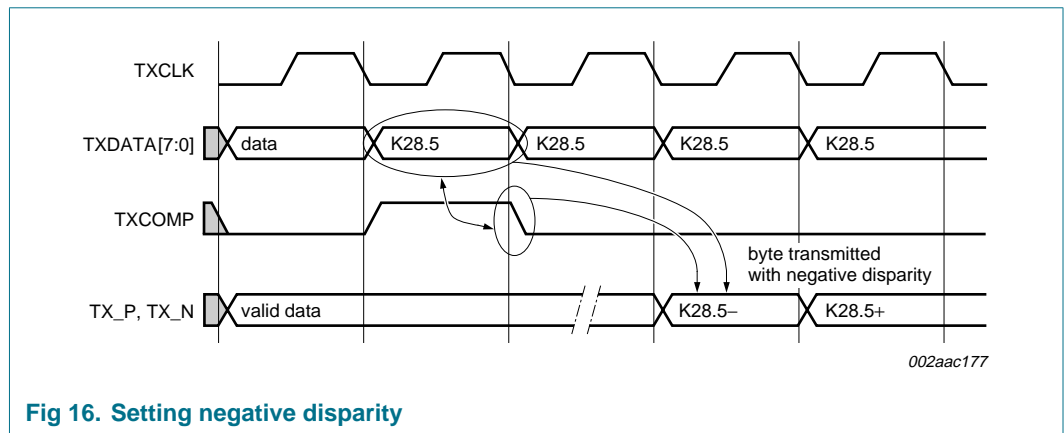 TXCLK
TXDATA[7:0] data K28.5 K28.5 K28.5 K28.5
TXCOMP
byte transmitted
with negative disparity
TX_P, TX_N valid data K28.5− K28.5+
002aac177
Fig 16. Setting negative disparity